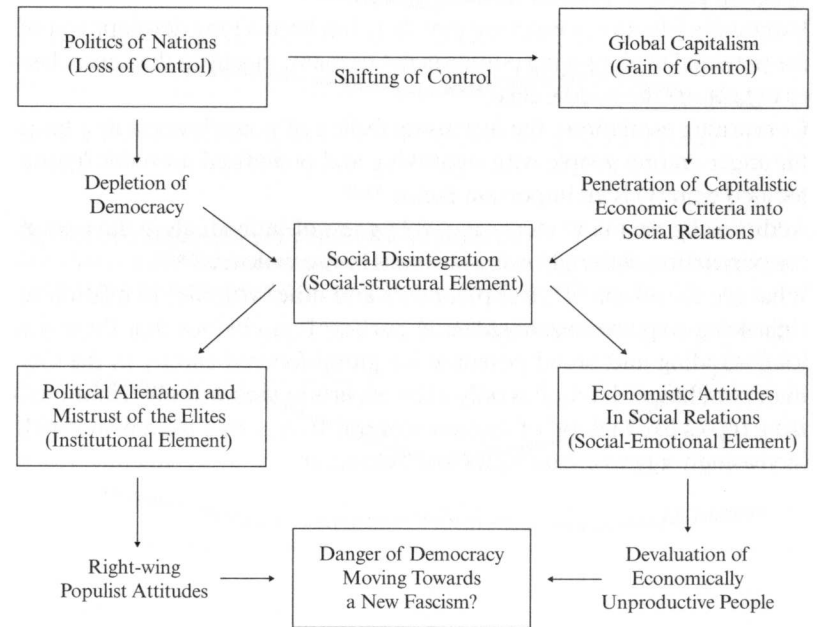 Politics of Nations
(Loss of Control)
Shifting of Control
Global Capitalism
(Gain of Control)
Depletion of
Democracy
Penetration of Capitalistic
Economic Criteria into
Social Relations
Social Disintegration
(Social-structural Element)
Political Alienation and
Mistrust of the Elites
(Institutional Element)
Economistic Attitudes
In Social Relations
(Social-Emotional Element)
Right-wing
Populist Attitudes
Danger of Democracy
Moving Towards
a New Fascism?
Devaluation of
Economically
Unproductive People